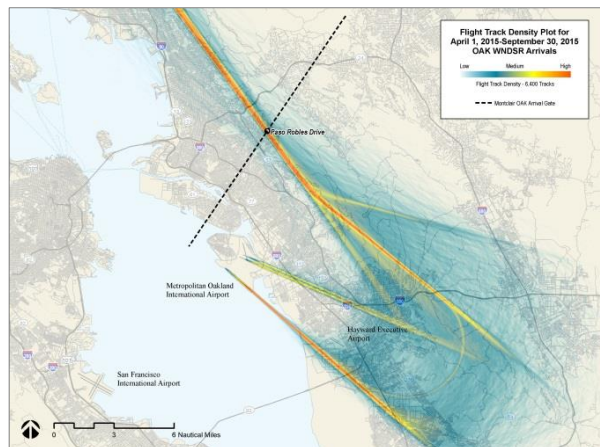 Flight Track Density Plot for
April 1, 2015-September 30, 2015
OAK WNDSR Arrivals
Low Medium High
Flight Track Density - 6,400 Tracks
Montclair OAK Arrival Gate
Paso Robles Drive
Metropolitan Oakland
International Airport
Hayward Executive
Airport
San Francisco
International Airport
0 3 6 Nautical Miles